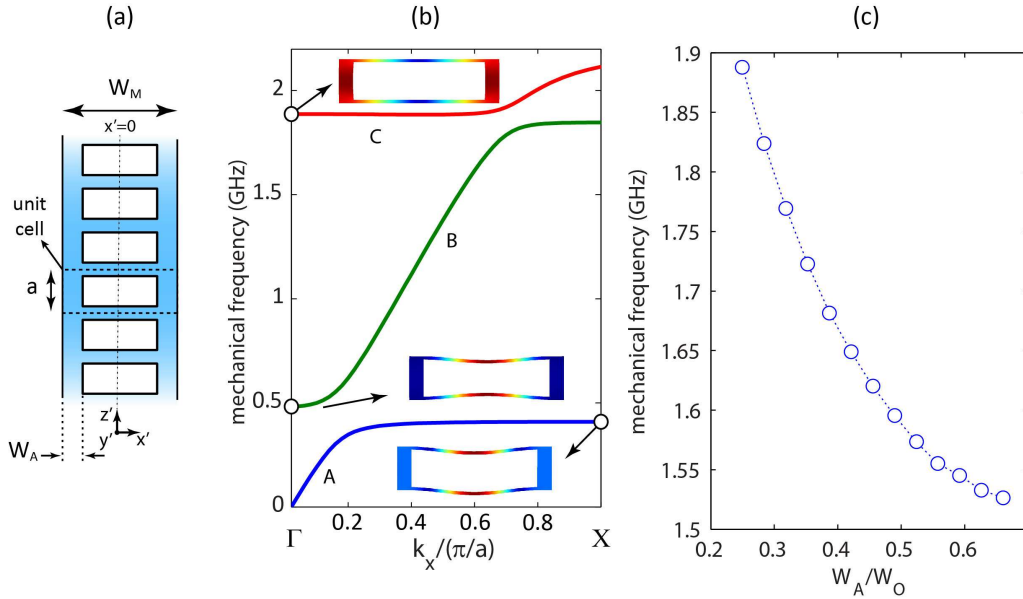 (a)
W_M
x'=0
unit
cell
a
z'
y'
x'
W_A
(b)
mechanical frequency (GHz)
2
1.5
1
0.5
0
C
B
A
0.2
0.4
0.6
0.8
Γ
k_x/(π/a)
X
(c)
mechanical frequency (GHz)
1.9
1.85
1.8
1.75
1.7
1.65
1.6
1.55
1.5
0.2
0.3
0.4
0.5
0.6
W_A/W_O